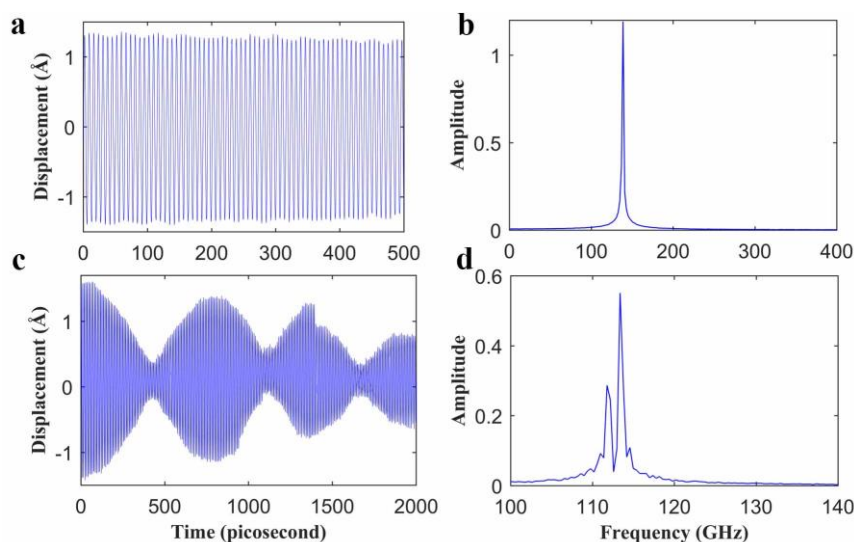 a
Displacement (Å)
1
0
-1
0 100 200 300 400 500
b
Amplitude
1
0.5
0
0 100 200 300 400
c
Displacement (Å)
1
0
-1
0 500 1000 1500 2000
Time (picosecond)
d
Amplitude
0.6
0.4
0.2
0
100 110 120 130 140
Frequency (GHz)